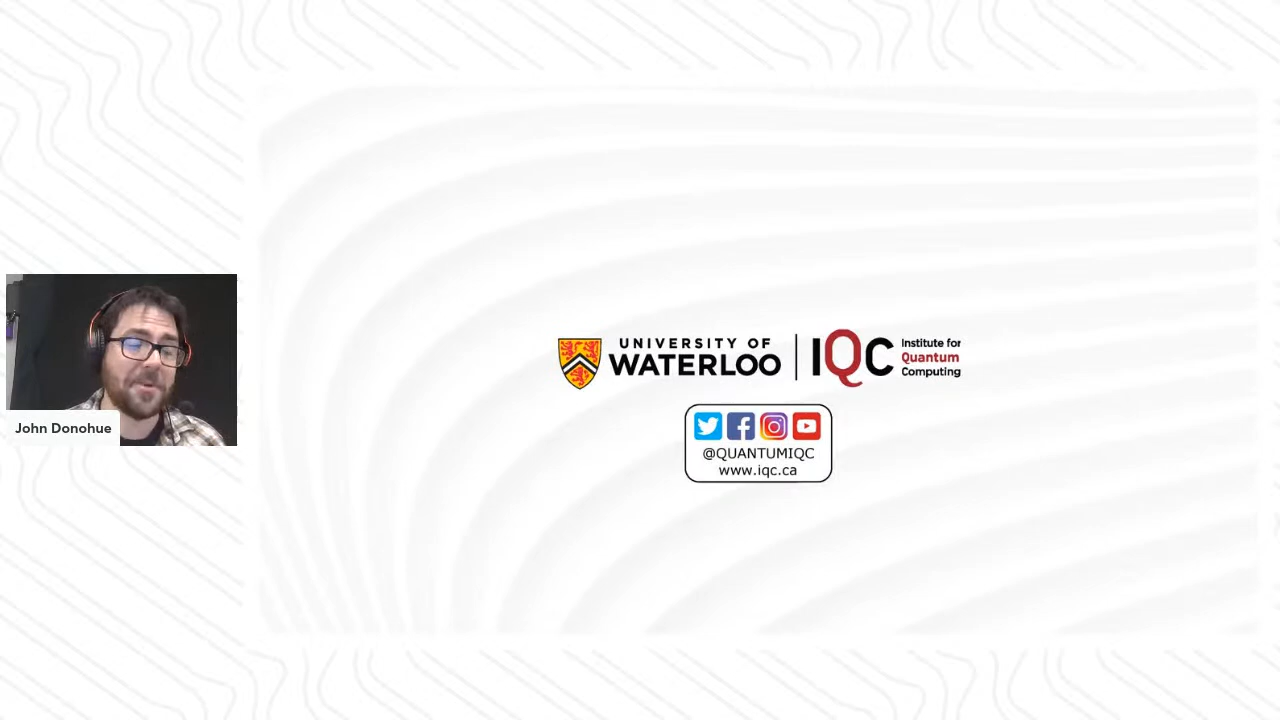 John Donohue
UNIVERSITY OF
WATERLOO
IQC
Institute for
Quantum
Computing
@QUANTUMIQC
www.iqc.ca